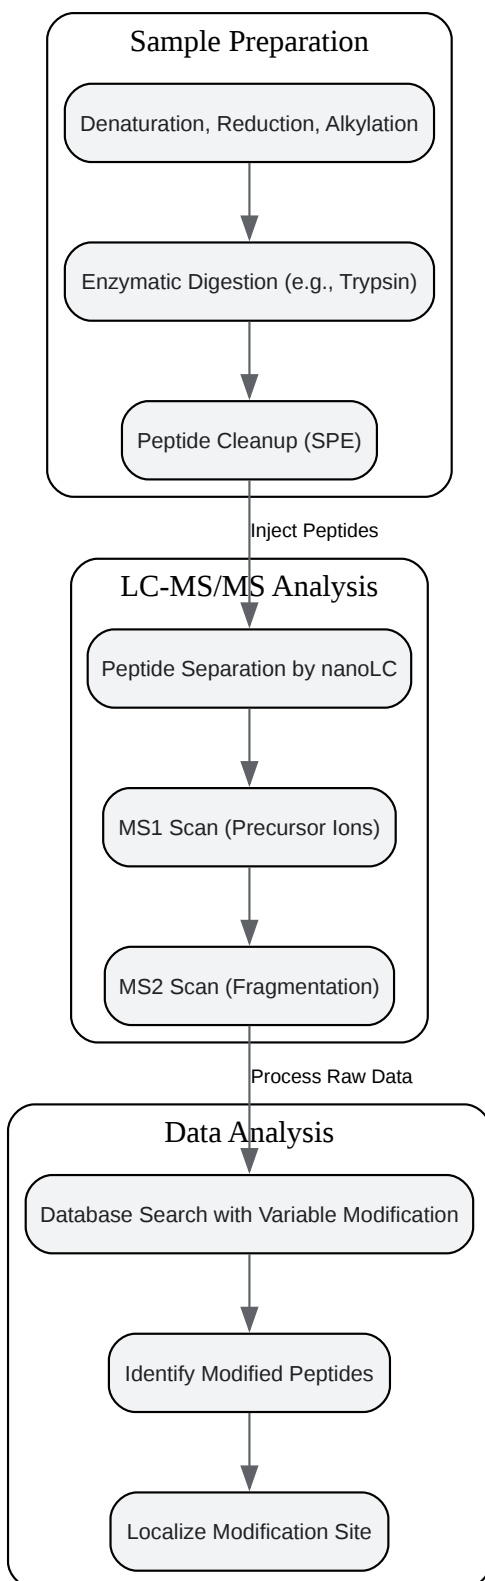 Sample Preparation
Denaturation, Reduction, Alkylation
Enzymatic Digestion (e.g., Trypsin)
Peptide Cleanup (SPE)
Inject Peptides
LC-MS/MS Analysis
Peptide Separation by nanoLC
MS1 Scan (Precursor Ions)
MS2 Scan (Fragmentation)
Process Raw Data
Data Analysis
Database Search with Variable Modification
Identify Modified Peptides
Localize Modification Site